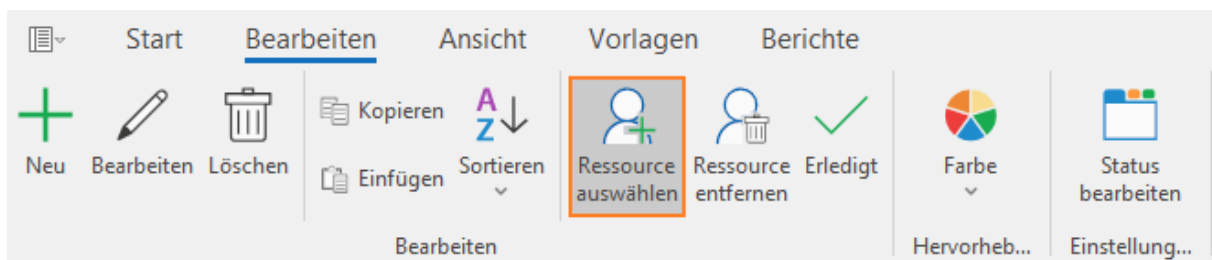 Start Bearbeiten Ansicht Vorlagen Berichte
Neu Bearbeiten Löschen Kopieren Einfügen Sortieren
Ressource auswählen
Ressource entfernen
Erledigt
Farbe
Status bearbeiten
Bearbeiten Hervorheb... Einstellung...